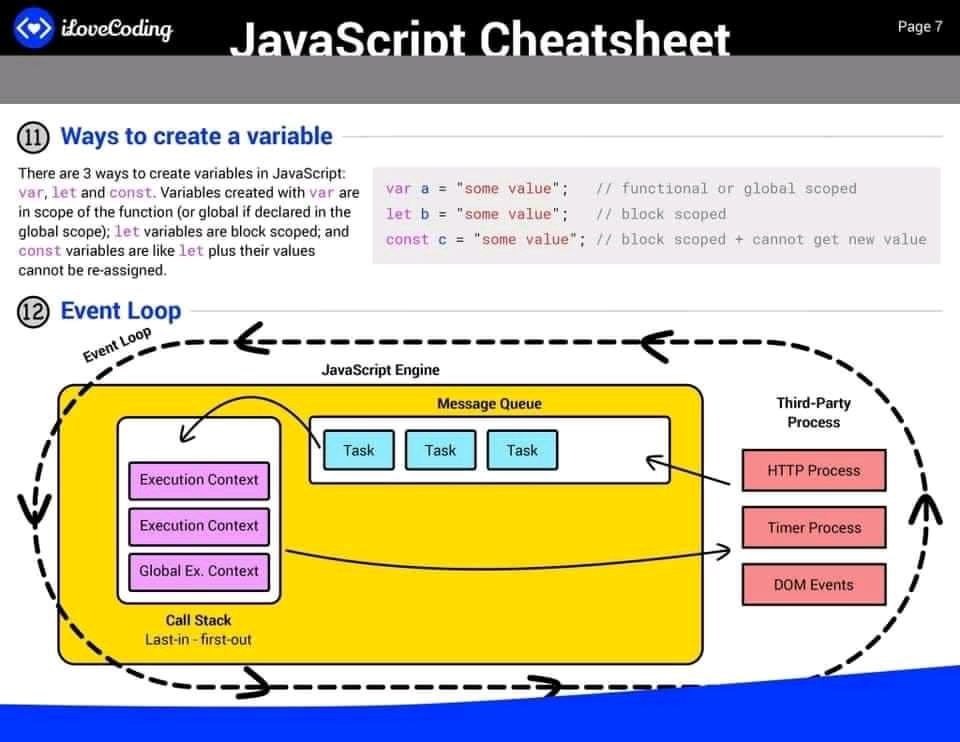 iLoveCoding
JavaScript Cheatsheet
Page 7
11 Ways to create a variable
There are 3 ways to create variables in JavaScript:
var, let and const. Variables created with var are
in scope of the function (or global if declared in the
global scope); let variables are block scoped; and
const variables are like let plus their values
cannot be re-assigned.
var a = "some value";   // functional or global scoped
let b = "some value";   // block scoped
const c = "some value"; // block scoped + cannot get new value
12 Event Loop
Event Loop
JavaScript Engine
Message Queue
Task
Task
Task
Execution Context
Execution Context
Global Ex. Context
Call Stack
Last-in - first-out
Third-Party
Process
HTTP Process
Timer Process
DOM Events